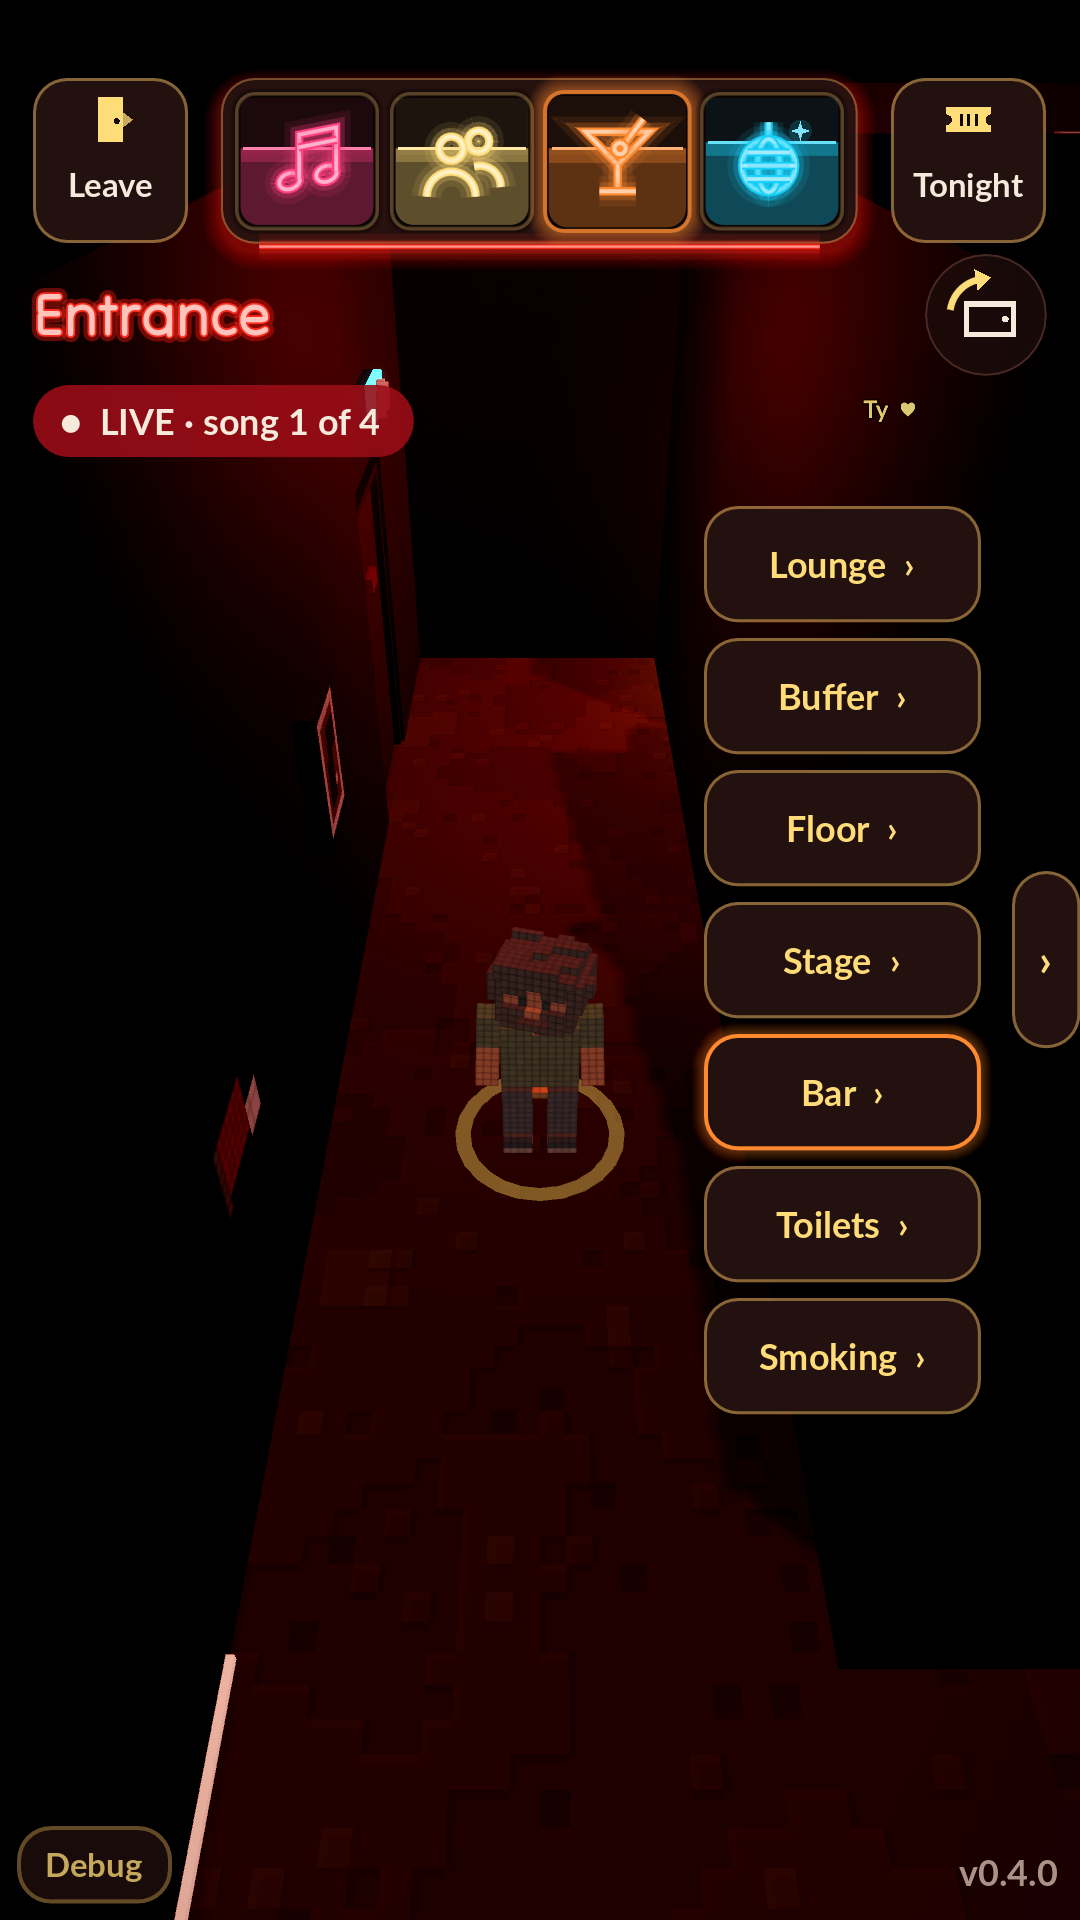 Leave
Tonight
Entrance
LIVE · song 1 of 4
Ty ♥
Lounge ›
Buffer ›
Floor ›
Stage ›
›
Bar ›
Toilets ›
Smoking ›
Debug
v0.4.0